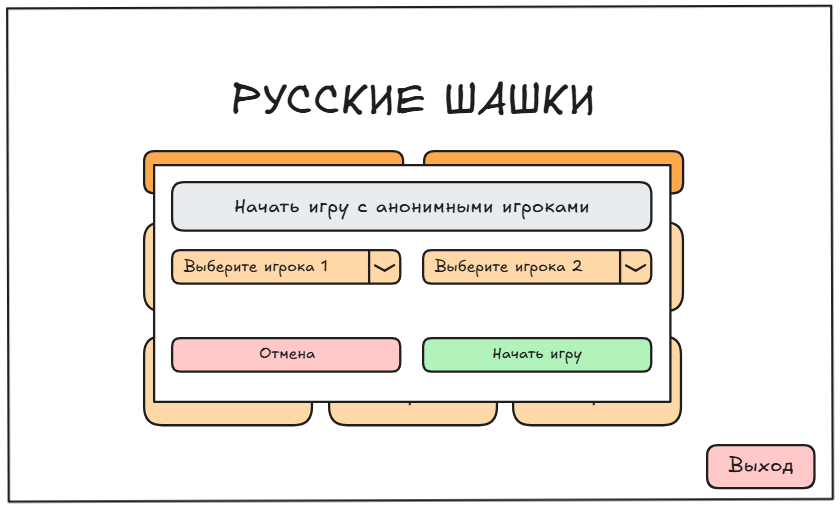 РУССКИЕ ШАШКИ
Начать игру с анонимными игроками
Выберите игрока 1
Выберите игрока 2
Отмена
Начать игру
Выход